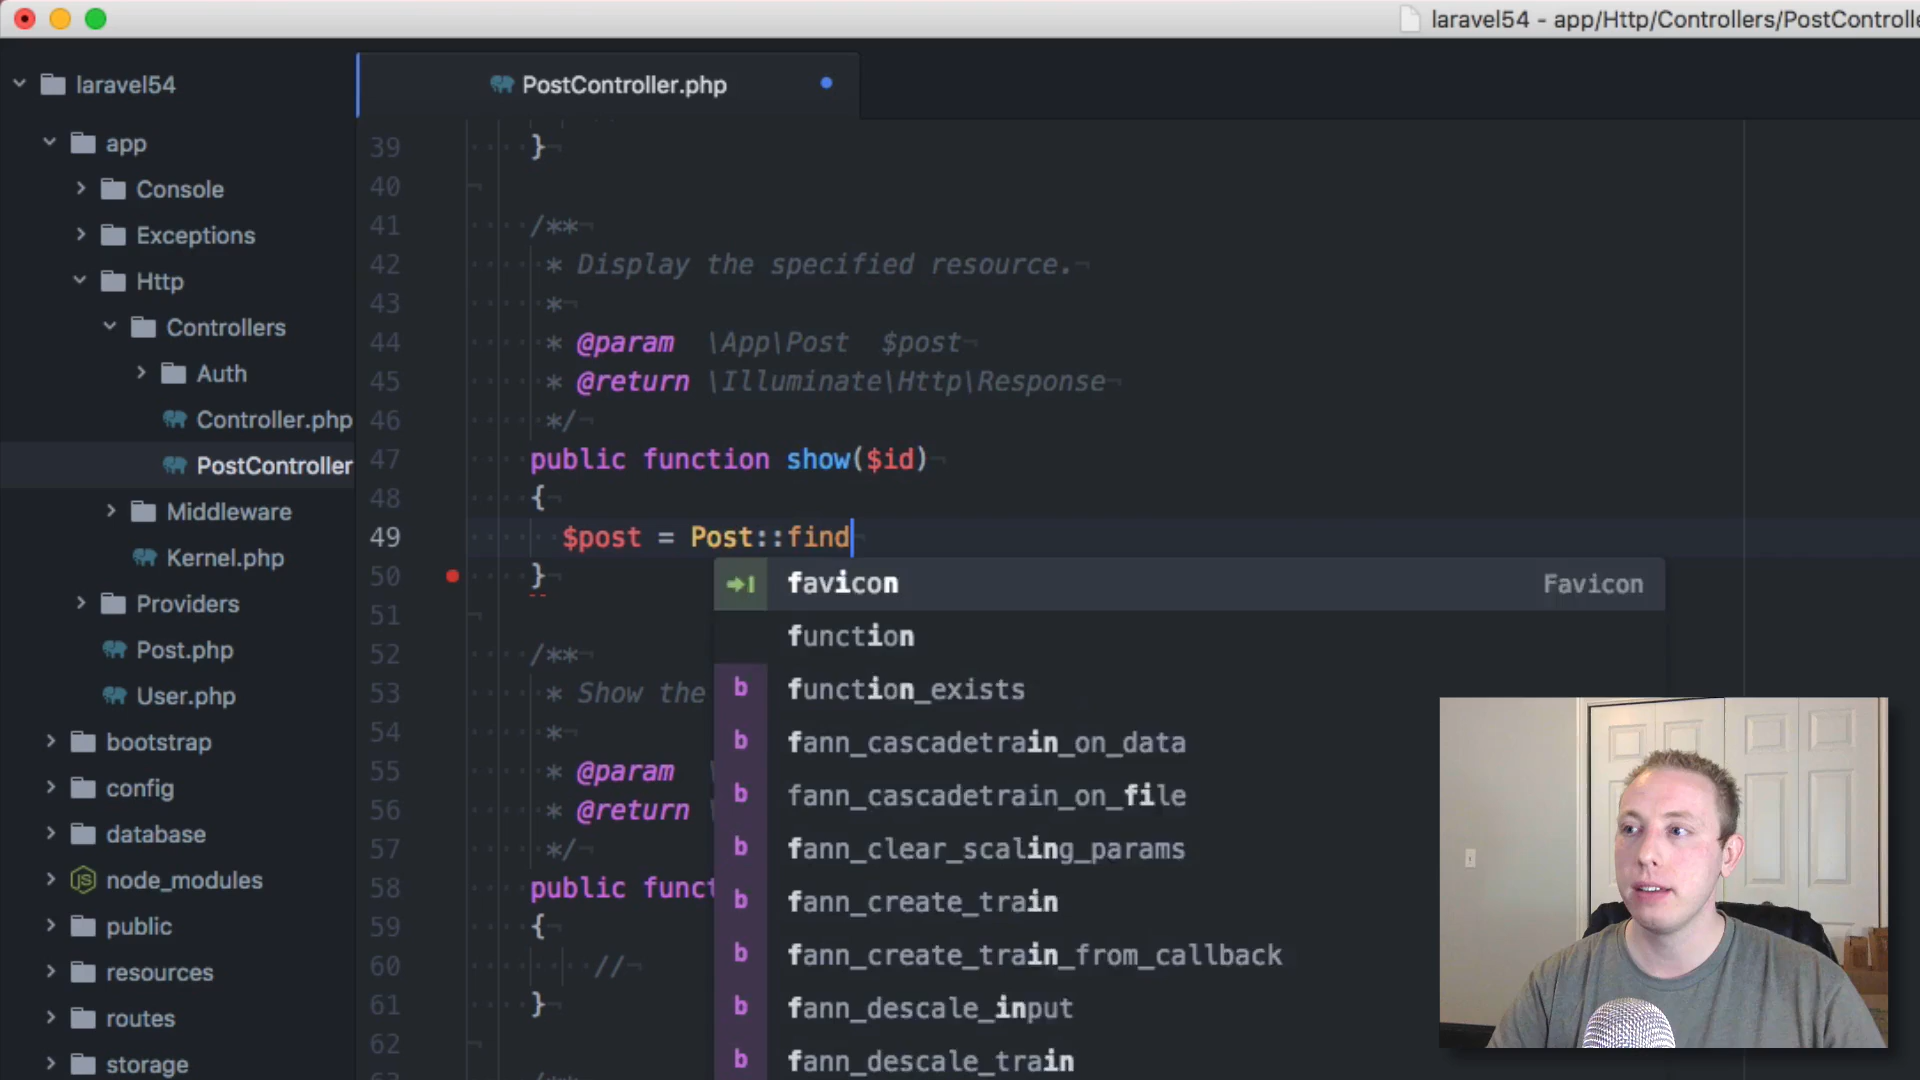 laravel54 - app/Http/Controllers/PostControlle
laravel54
app
Console
Exceptions
Http
Controllers
Auth
Controller.php
PostController
Middleware
Kernel.php
Providers
Post.php
User.php
bootstrap
config
database
node_modules
public
resources
routes
storage
PostController.php
39 }
40
41 /**
42 * Display the specified resource.
43 *
44 * @param \App\Post $post
45 * @return \Illuminate\Http\Response
46 */
47 public function show($id)
48 {
49 $post = Post::find
50 }
51
52 /**
53 * Show the
54 *
55 * @param \
56 * @return \
57 */
58 public funct
59 {
60 //
61 }
62
favicon Favicon
function
b function_exists
b fann_cascadetrain_on_data
b fann_cascadetrain_on_file
b fann_clear_scaling_params
b fann_create_train
b fann_create_train_from_callback
b fann_descale_input
b fann_descale_train